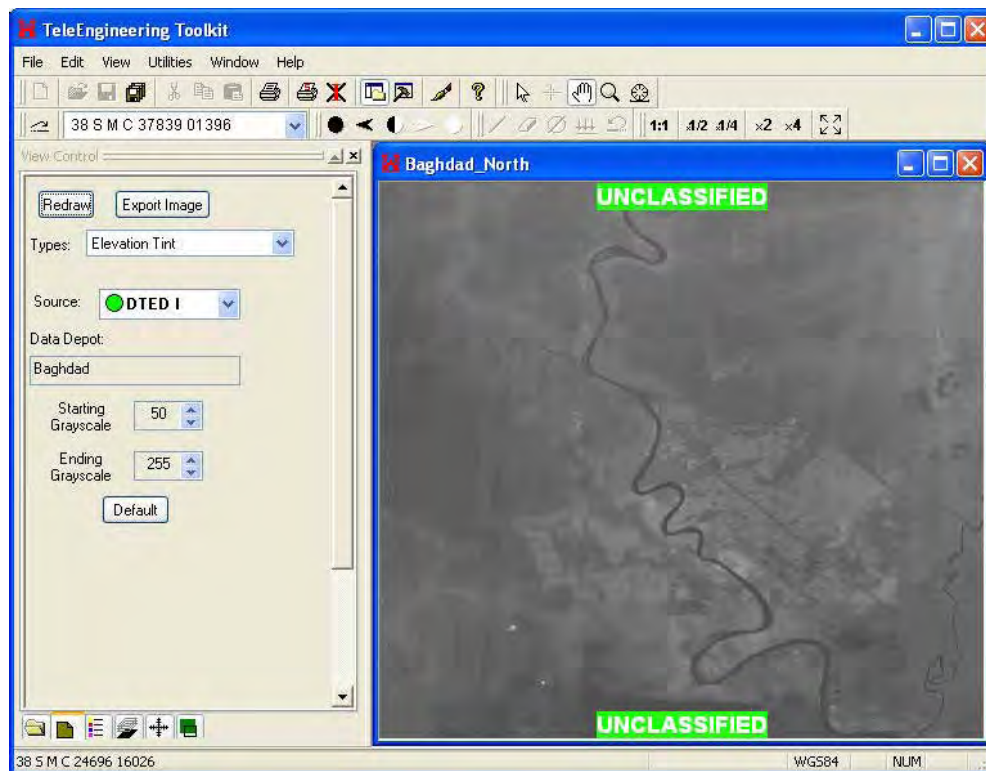 TeleEngineering Toolkit
File Edit View Utilities Window Help
38 S M C 37839 01396
1:1 1/2 1/4 x2 x4
View Control
Baghdad_North
UNCLASSIFIED
Redraw Export Image
Types: Elevation Tint
Source: DTED I
Data Depot:
Baghdad
Starting
Grayscale
50
Ending
Grayscale
255
Default
UNCLASSIFIED
38 S M C 24696 16026 WGS84 NUM